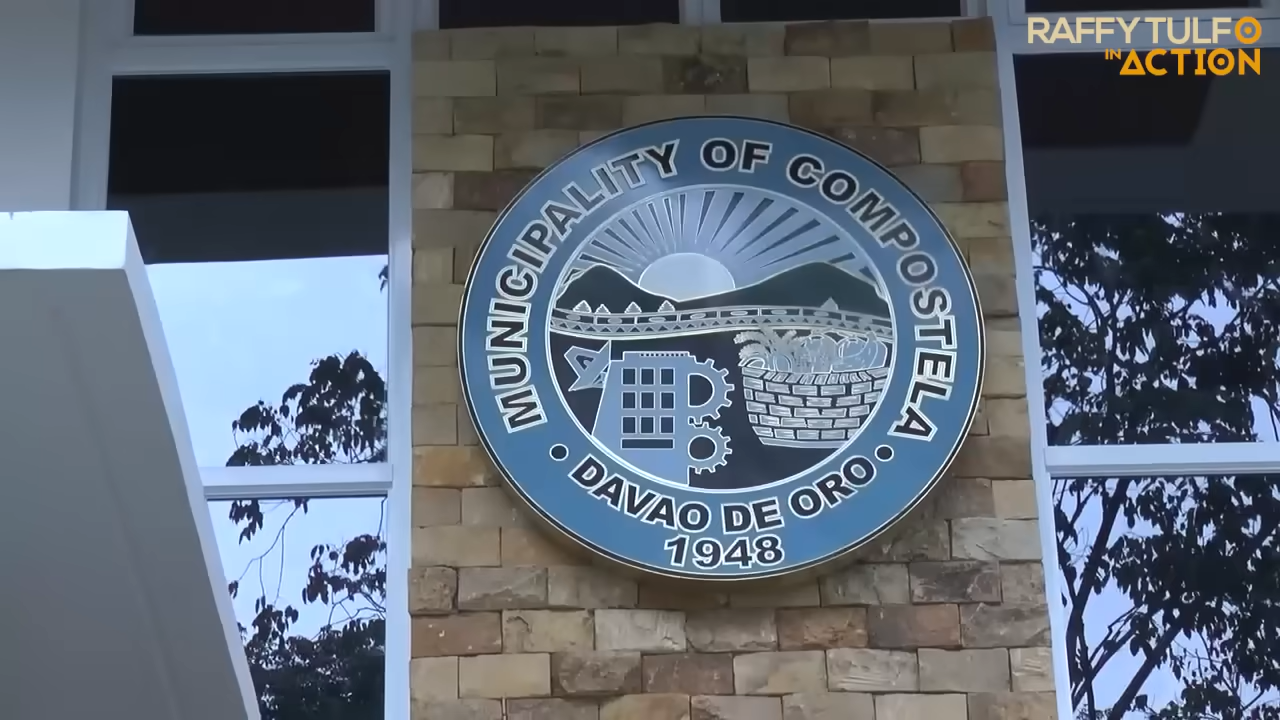 RAFFY TULFO
IN ACTION
MUNICIPALITY OF COMPOSTELA
DAVAO DE ORO
1948